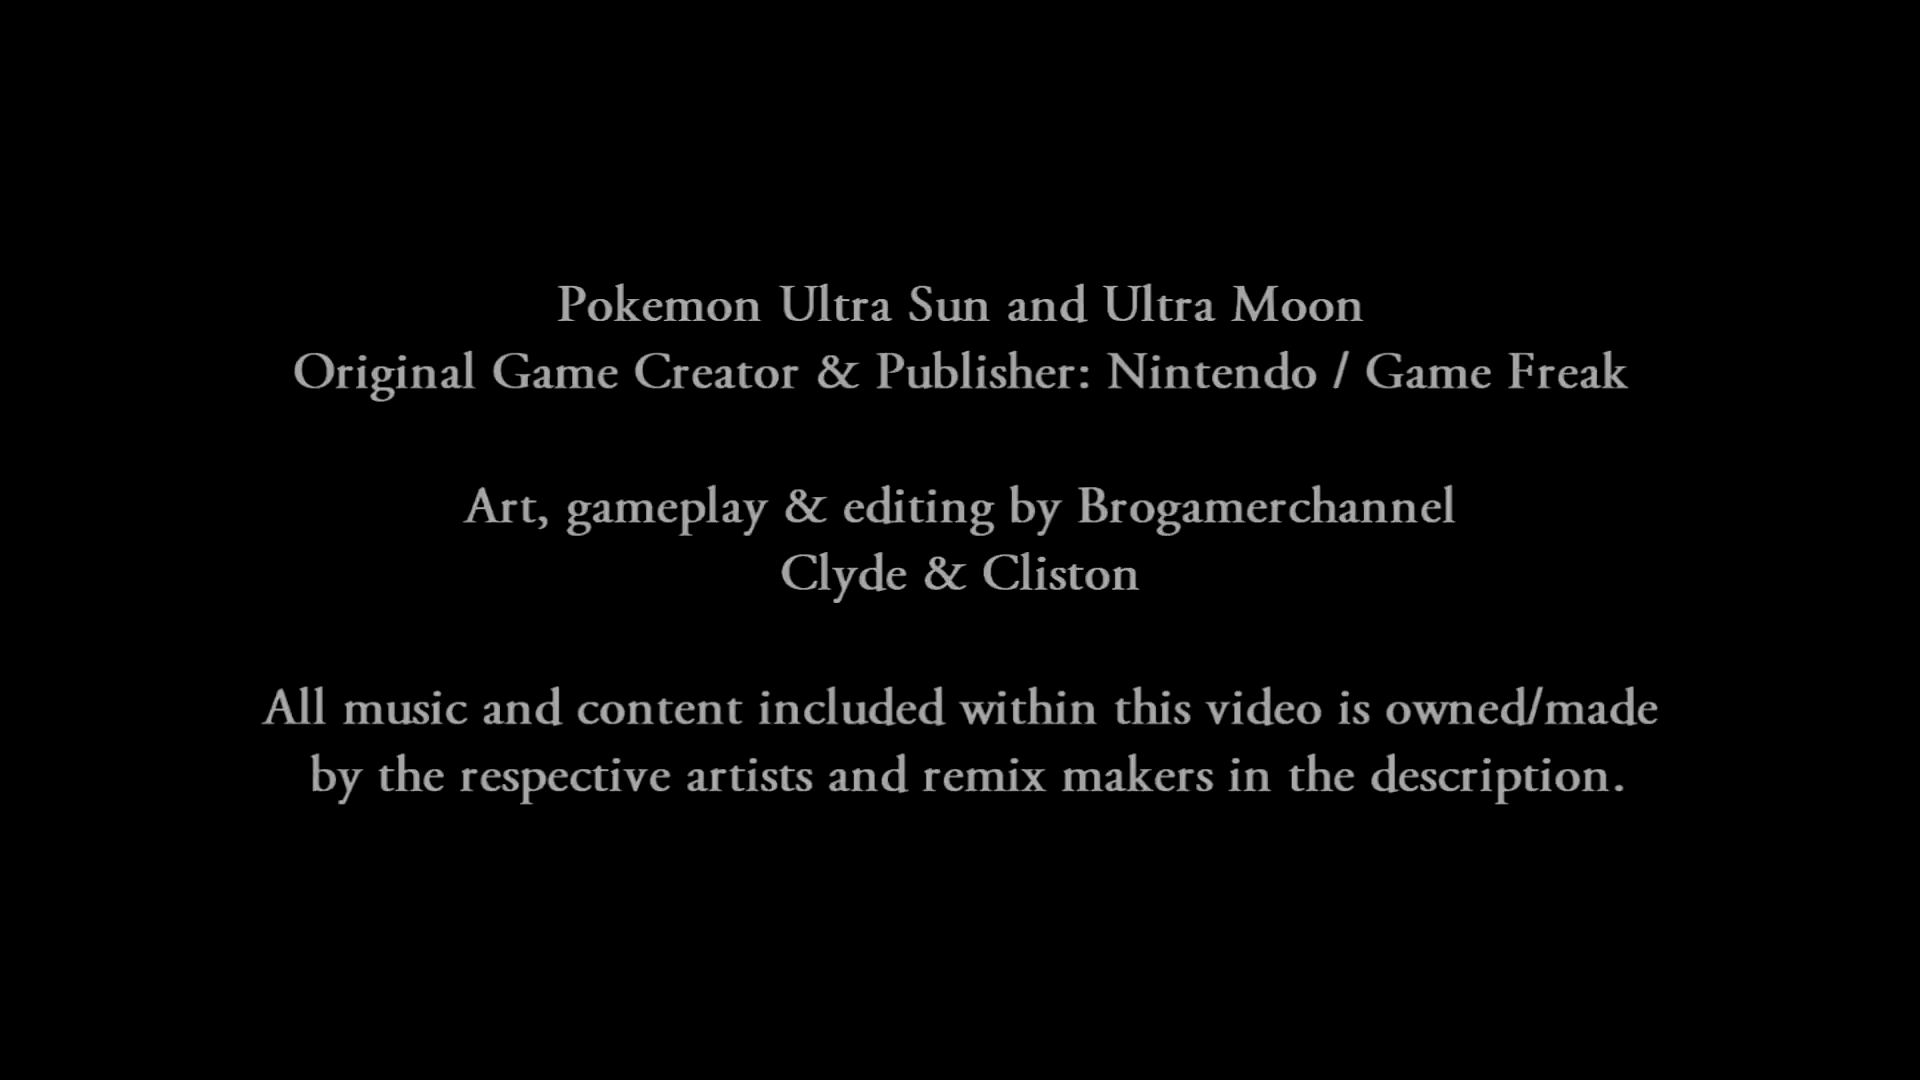 Pokemon Ultra Sun and Ultra Moon
Original Game Creator & Publisher: Nintendo / Game Freak
Art, gameplay & editing by Brogamerchannel
Clyde & Cliston
All music and content included within this video is owned/made
by the respective artists and remix makers in the description.